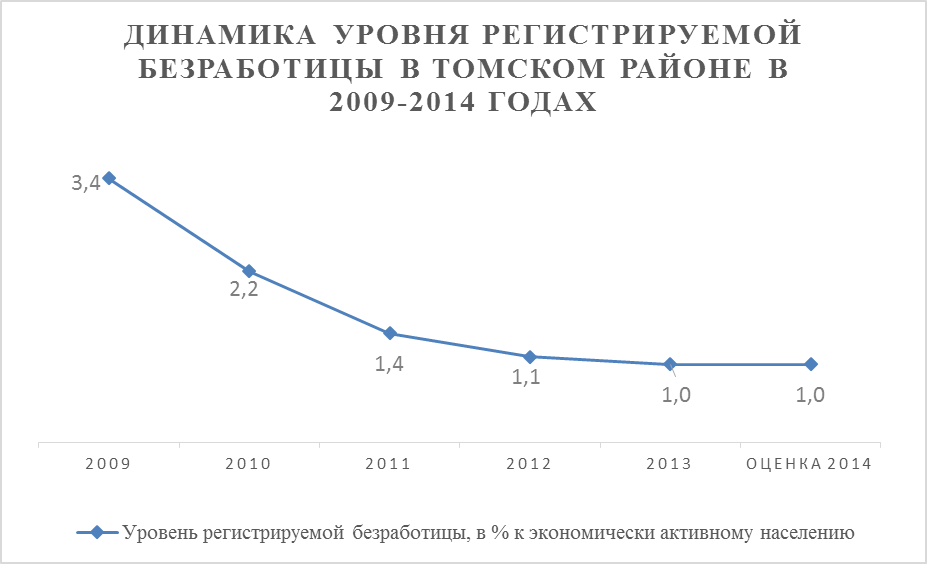 ДИНАМИКА УРОВНЯ РЕГИСТРИРУЕМОЙ
БЕЗРАБОТИЦЫ В ТОМСКОМ РАЙОНЕ В
2009-2014 ГОДАХ
3,4
2,2
1,4
1,1
1,0
1,0
2009
2010
2011
2012
2013
ОЦЕНКА 2014
Уровень регистрируемой безработицы, в % к экономически активному населению